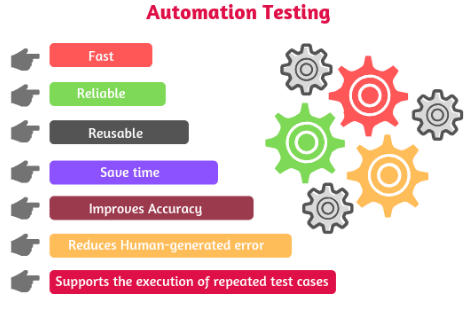 Automation Testing
Fast
Reliable
Reusable
Save time
Improves Accuracy
Reduces Human-generated error
Supports the execution of repeated test cases